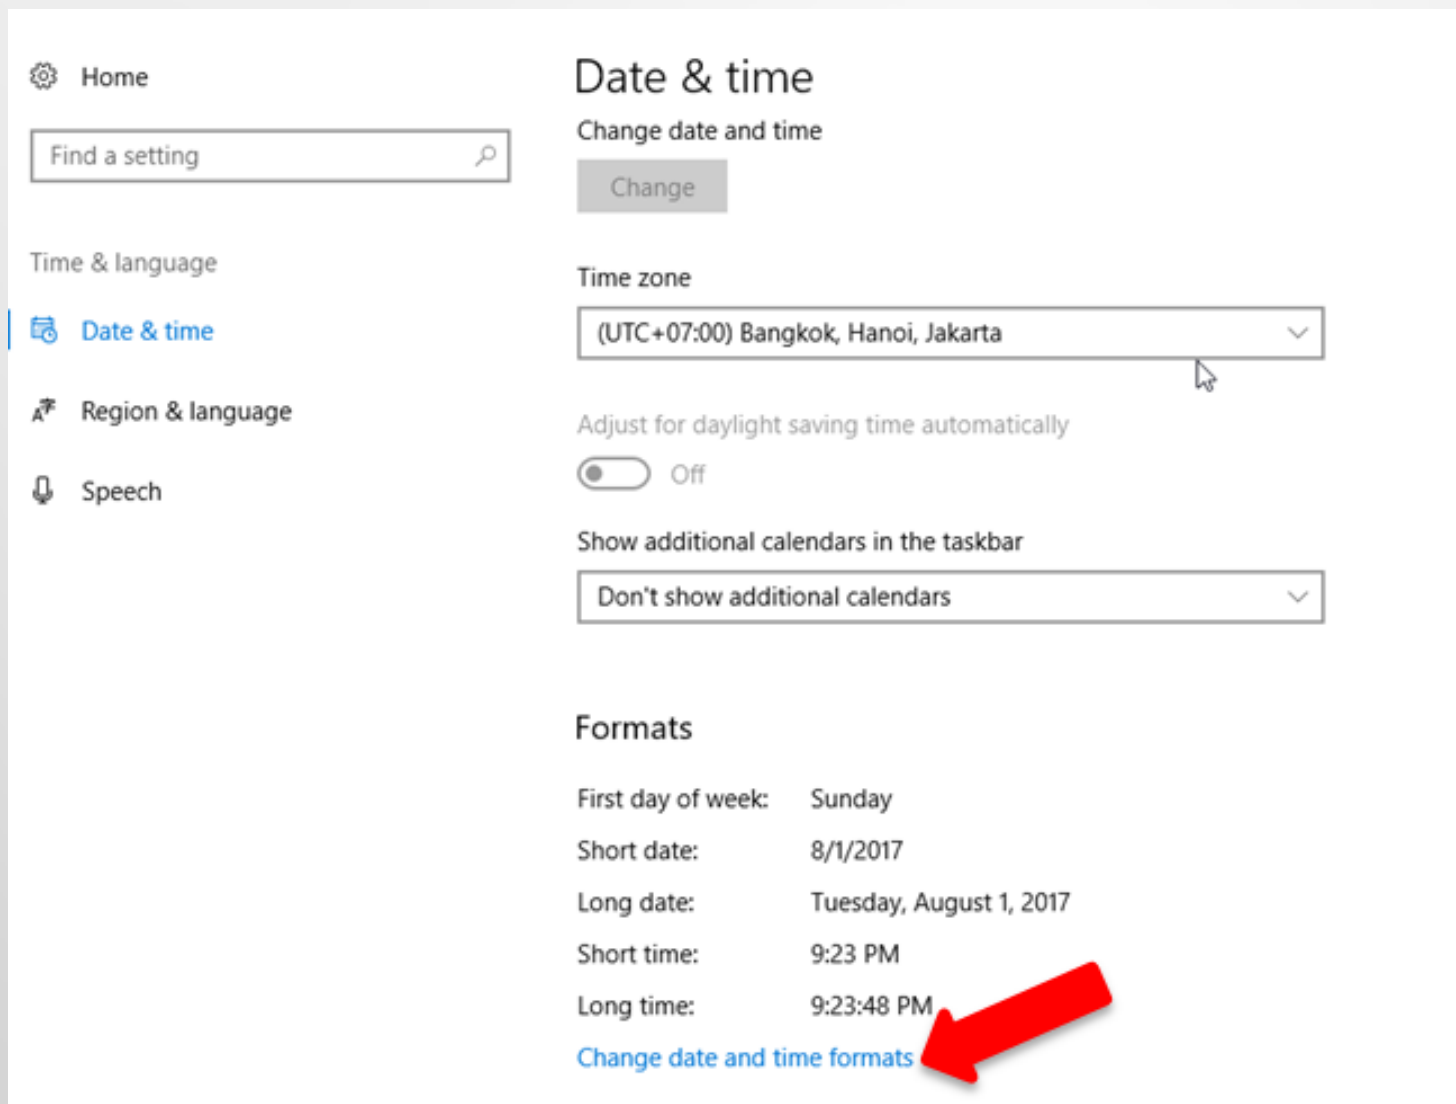 Home
Find a setting
Time & language
Date & time
Region & language
Speech
Date & time
Change date and time
Change
Time zone
(UTC+07:00) Bangkok, Hanoi, Jakarta
Adjust for daylight saving time automatically
Off
Show additional calendars in the taskbar
Don't show additional calendars
Formats
First day of week: Sunday
Short date: 8/1/2017
Long date: Tuesday, August 1, 2017
Short time: 9:23 PM
Long time: 9:23:48 PM
Change date and time formats